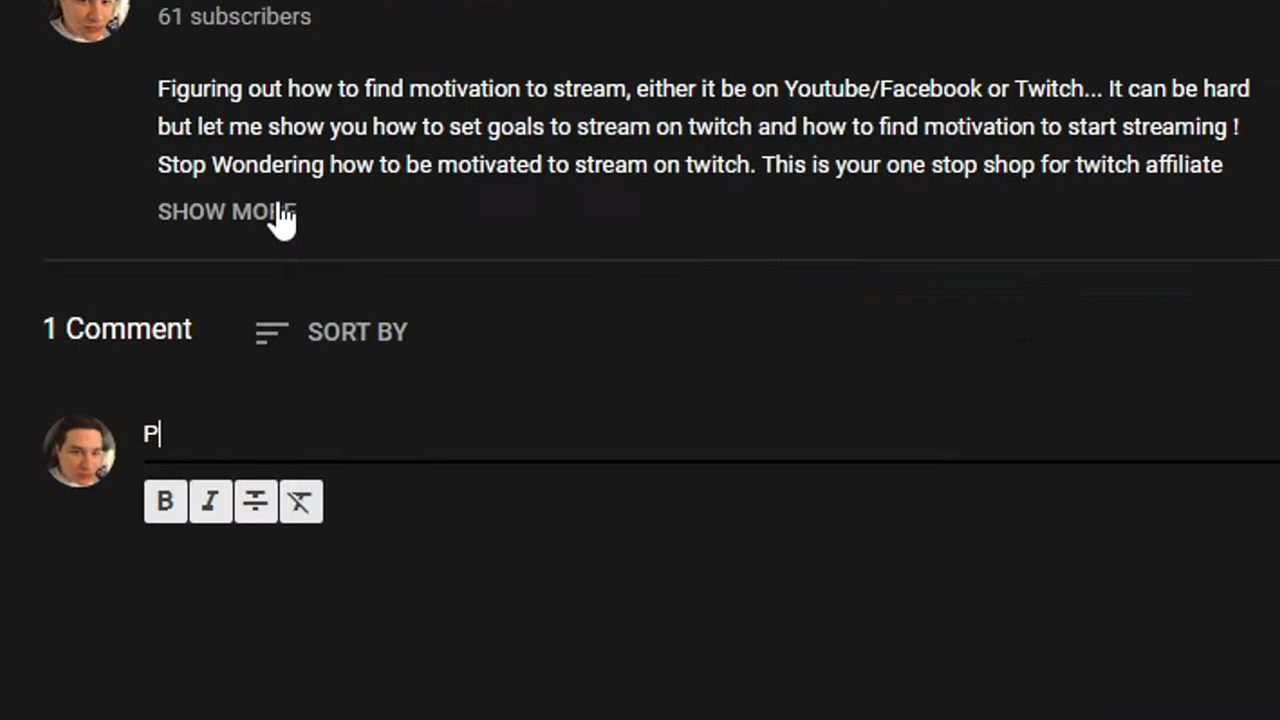 61 subscribers
Figuring out how to find motivation to stream, either it be on Youtube/Facebook or Twitch... It can be hard
but let me show you how to set goals to stream on twitch and how to find motivation to start streaming !
Stop Wondering how to be motivated to stream on twitch. This is your one stop shop for twitch affiliate
SHOW MORE
1 Comment
SORT BY
P
B I